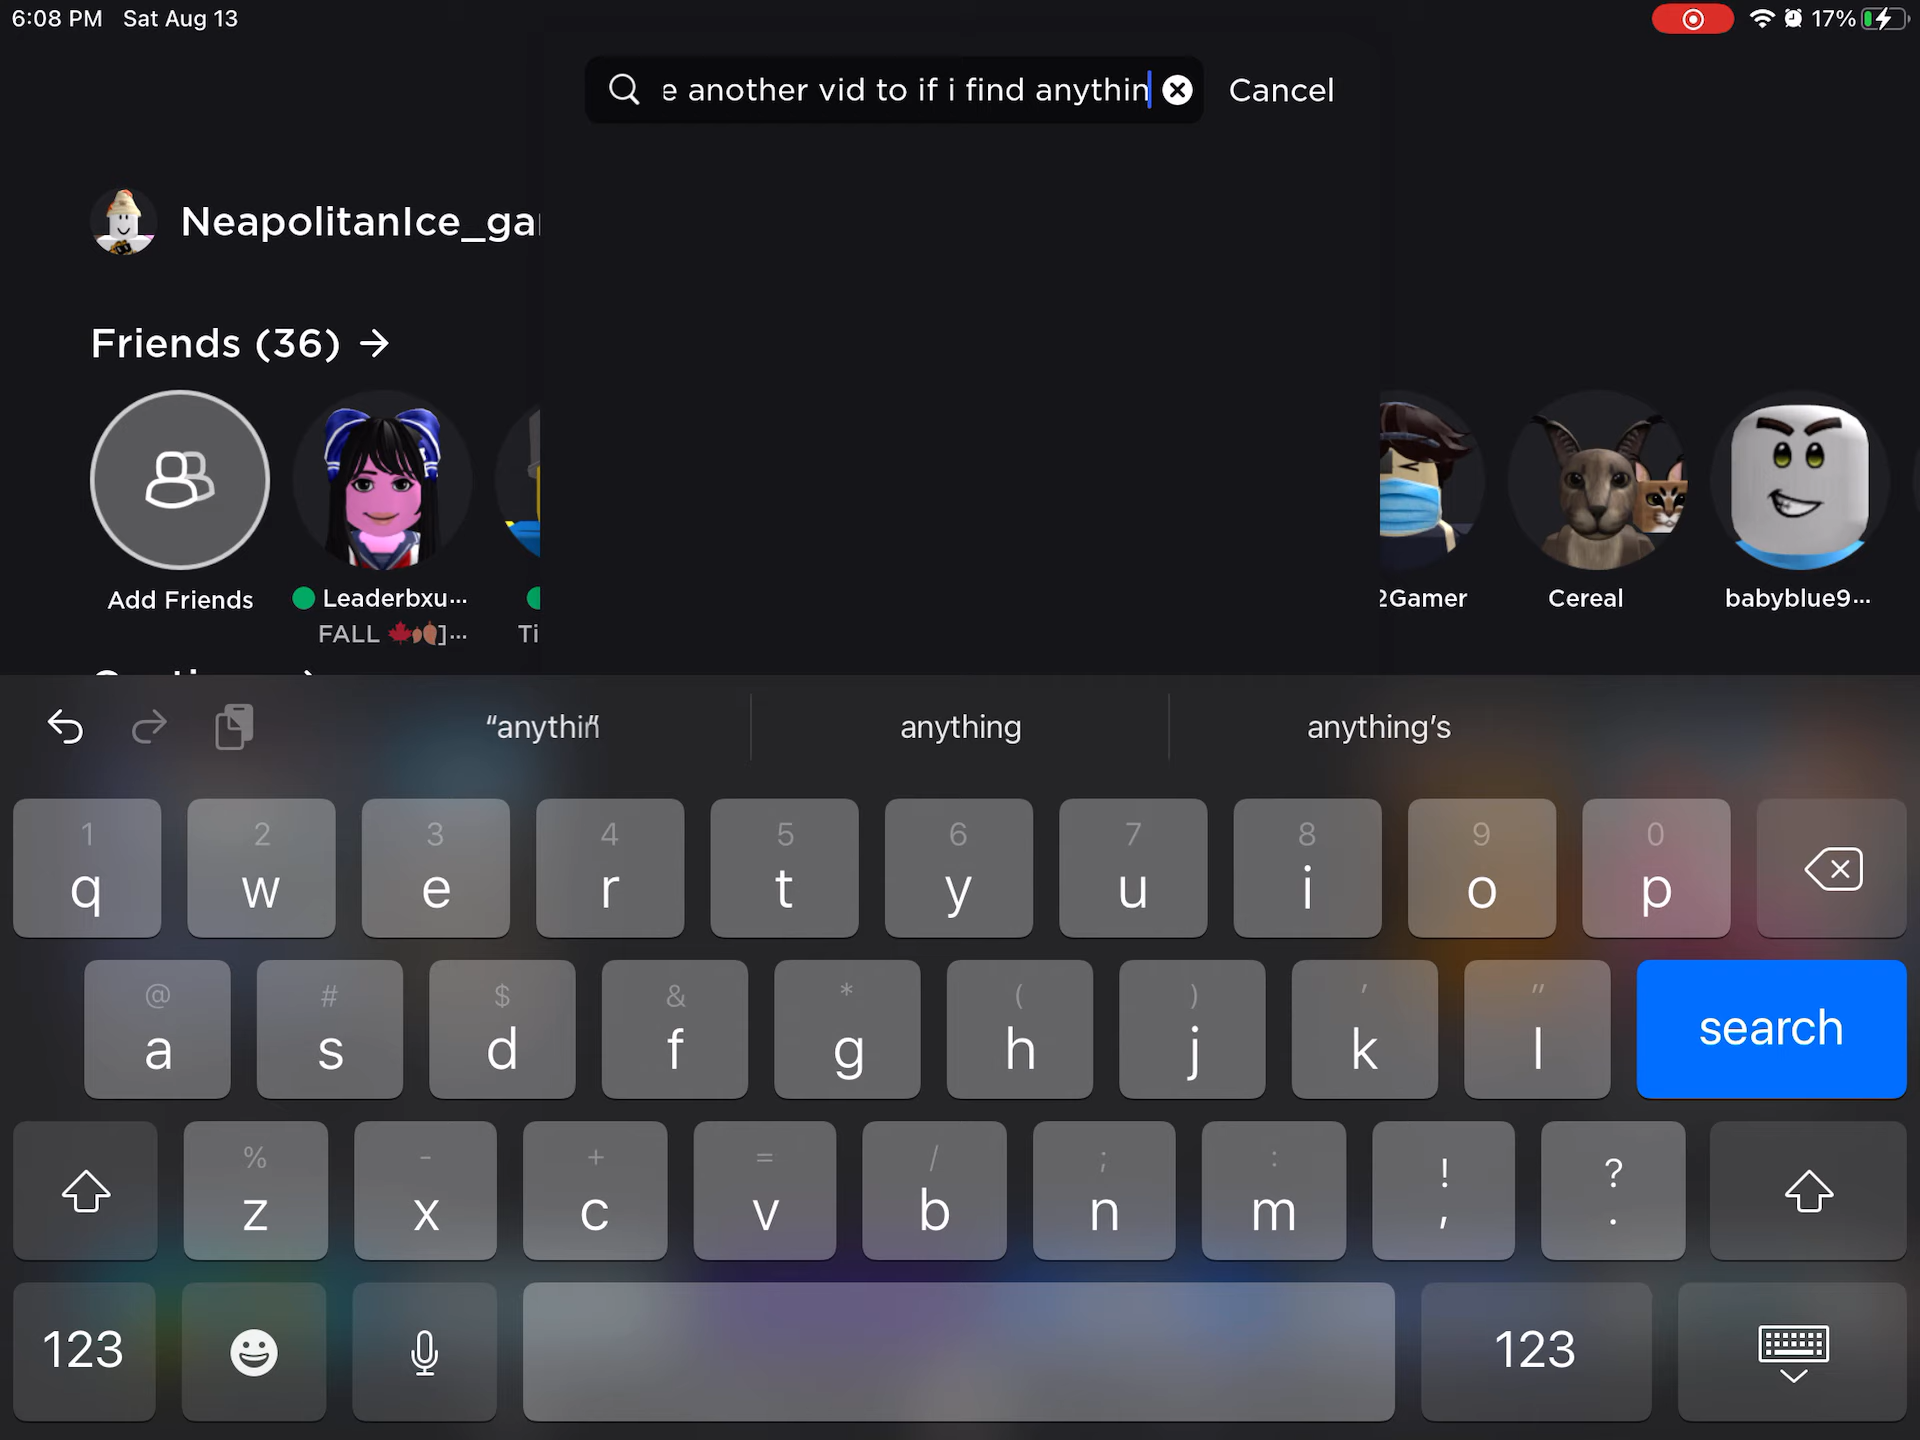 6:08 PM Sat Aug 13
17%
e another vid to if i find anythin
Cancel
NeapolitanIce_ga
Friends (36) →
Add Friends
Leaderbxu...
FALL 🍁🍂]...
Ti
2Gamer
Cereal
babyblue9...
"anythin"
anything
anything's
1 2 3 4 5 6 7 8 9 0
q w e r t y u i o p
@ # $ & * ( ) ' "
a s d f g h j k l search
% - + = / ; : ! ?
z x c v b n m , .
123
123